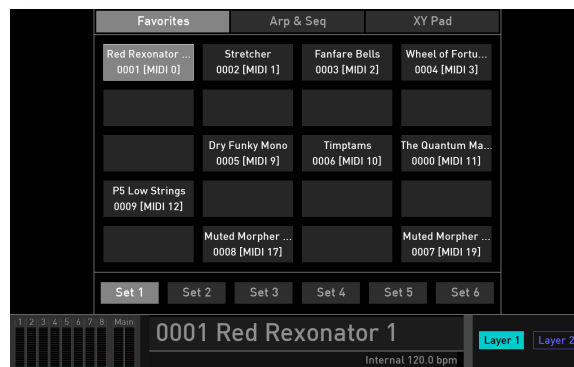 Favorites Arp & Seq XY Pad
Red Rexonator ... Stretcher Fanfare Bells Wheel of Fortu...
0001 [MIDI 0] 0002 [MIDI 1] 0003 [MIDI 2] 0004 [MIDI 3]
Dry Funky Mono Timptams The Quantum Ma...
0005 [MIDI 9] 0006 [MIDI 10] 0000 [MIDI 11]
P5 Low Strings
0009 [MIDI 12]
Muted Morpher ... Muted Morpher ...
0008 [MIDI 17] 0007 [MIDI 19]
Set 1 Set 2 Set 3 Set 4 Set 5 Set 6
1 2 3 4 5 6 7 8 Main
0001 Red Rexonator 1
Layer 1 Layer 2
Internal 120.0 bpm